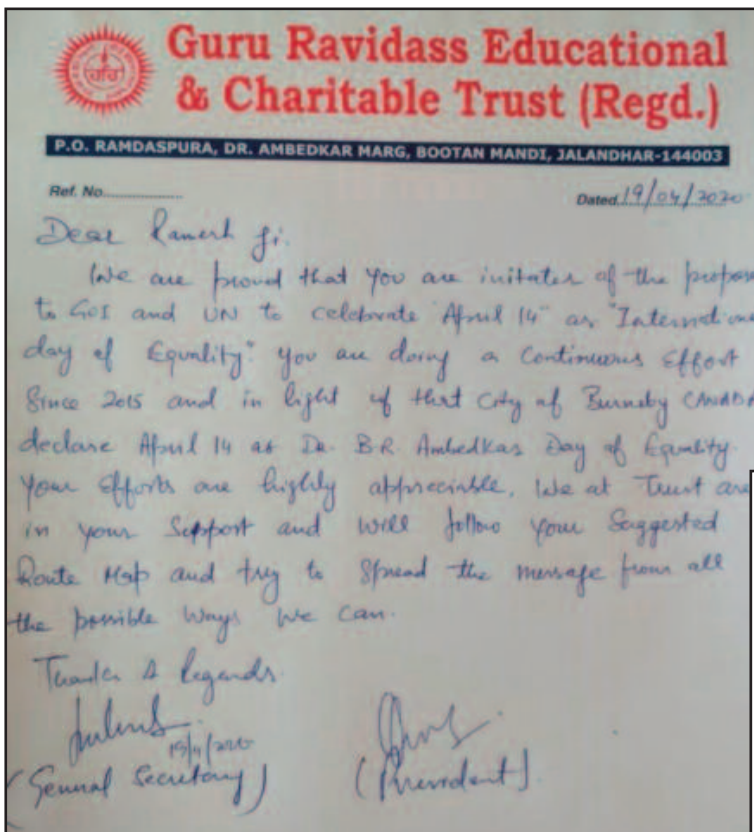 Guru Ravidass Educational
& Charitable Trust (Regd.)
P.O. RAMDASPURA, DR. AMBEDKAR MARG, BOOTAN MANDI, JALANDHAR-144003
Ref. No..................
Dated.19/04/2020
Dear Ramesh Ji.
We are proud that you are initater of the propose
to GOI and UN to celebrate "April 14" as "Internatione
day of Equality". You are doing a Continuous Effort
Since 2015 and in light of that City of Burnaby CANADA
declare April 14 as Dr. B.R Ambedkar Day of Equality.
Your Efforts are highly appreciable. We at Trust are
in your Support and will follow your Suggested
Route Map and try to Spread the message from all
the possible Ways We Can.
Thanks & Regards.
(General Secretary)
(President).